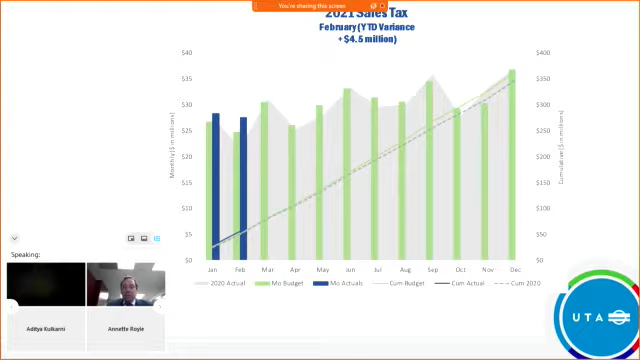 You're sharing this screen
2021 Sales Tax
February (YTD Variance
+ $4.5 million)
$40
$35
$30
$25
$20
$15
$10
$5
$0
Monthly ($ in millions)
$400
$350
$300
$250
$200
$150
$100
$50
$0
Cumulative ($ in millions)
Jan Feb Mar Apr May Jun Jul Aug Sep Oct Nov Dec
2020 Actual Mo Budget Mo Actuals Cum Budget Cum Actual Cum 2020
Speaking:
Aditya Kulkarni
Annette Royle
UTA